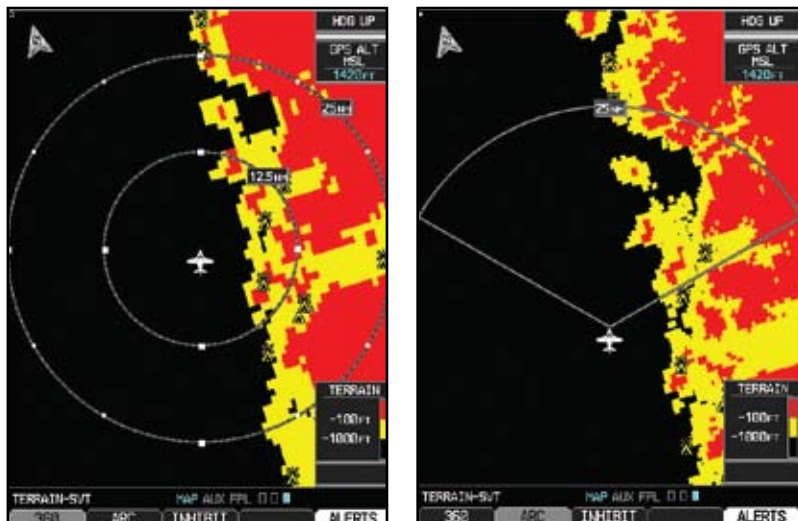 HDG UP
GPS ALT
MSL
1420FT
25NM
12.5NM
TERRAIN
-100FT
-1000FT
TERRAIN-SVT
MAP AUX FPL
360 ARC INHIBIT ALERTS
HDG UP
GPS ALT
MSL
1420FT
25NM
TERRAIN
-100FT
-1000FT
TERRAIN-SVT
MAP AUX FPL
360 ARC INHIBIT ALERTS